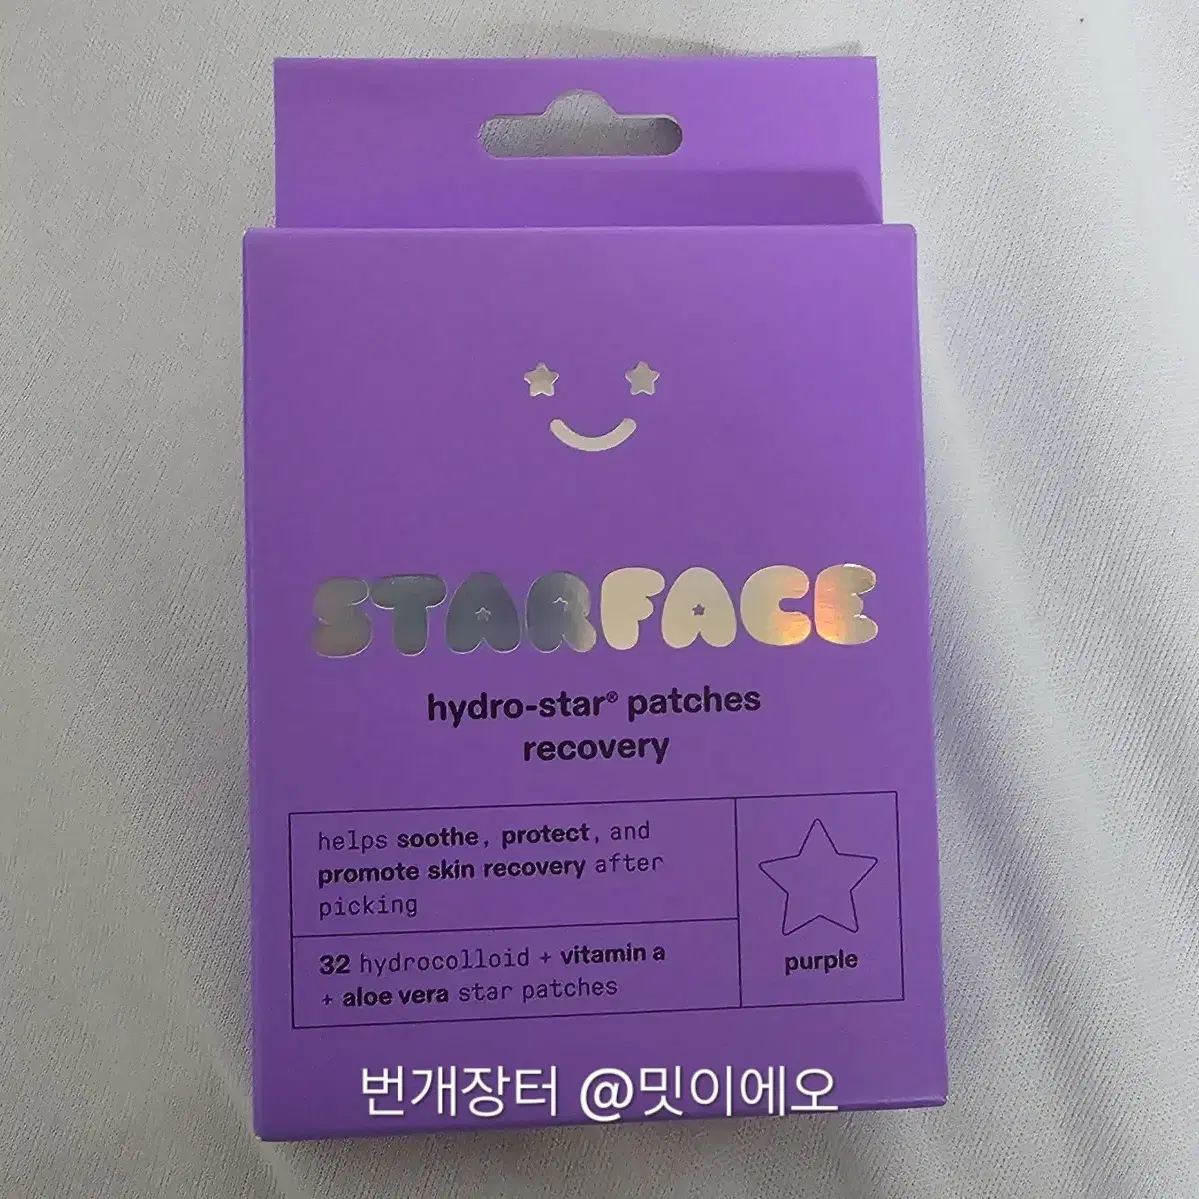 STARFACE
hydro-star® patches
recovery
helps soothe, protect, and
promote skin recovery after
picking
32 hydrocolloid + vitamin a
+ aloe vera star patches
purple
번개장터 @밋이에오